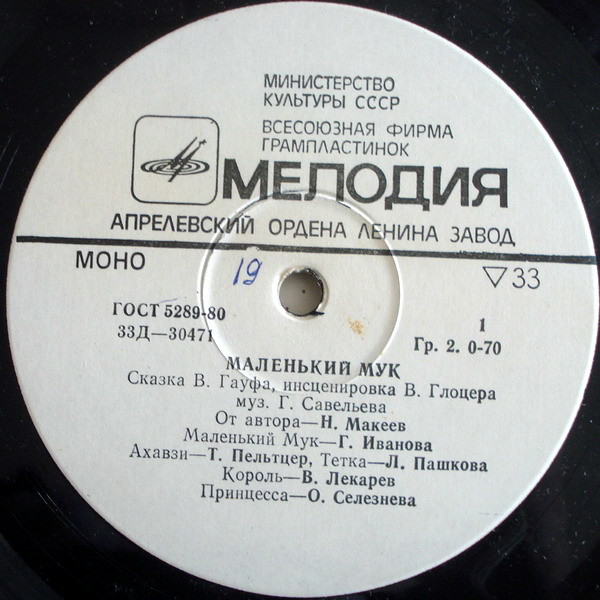 МИНИСТЕРСТВО
КУЛЬТУРЫ СССР
ВСЕСОЮЗНАЯ ФИРМА
ГРАМПЛАСТИНОК
МЕЛОДИЯ
АПРЕЛЕВСКИЙ ОРДЕНА ЛЕНИНА ЗАВОД
МОНО
19
▽33
ГОСТ 5289-80
33Д—30471
1
Гр. 2. 0-70
МАЛЕНЬКИЙ МУК
Сказка В. Гауфа, инсценировка В. Глоцера
муз. Г. Савельева
От автора—Н. Макеев
Маленький Мук—Г. Иванова
Ахавзи—Т. Пельтцер, Тетка—Л. Пашкова
Король—В. Лекарев
Принцесса—О. Селезнева